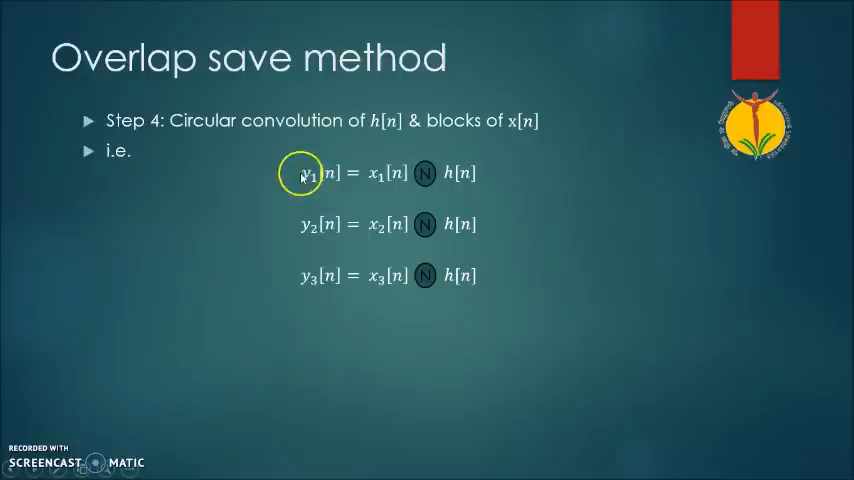 Overlap save method
Step 4: Circular convolution of h[n] & blocks of x[n]
i.e.
y₁[n] = x₁[n] Ⓝ h[n]
y₂[n] = x₂[n] Ⓝ h[n]
y₃[n] = x₃[n] Ⓝ h[n]
RECORDED WITH
SCREENCAST MATIC